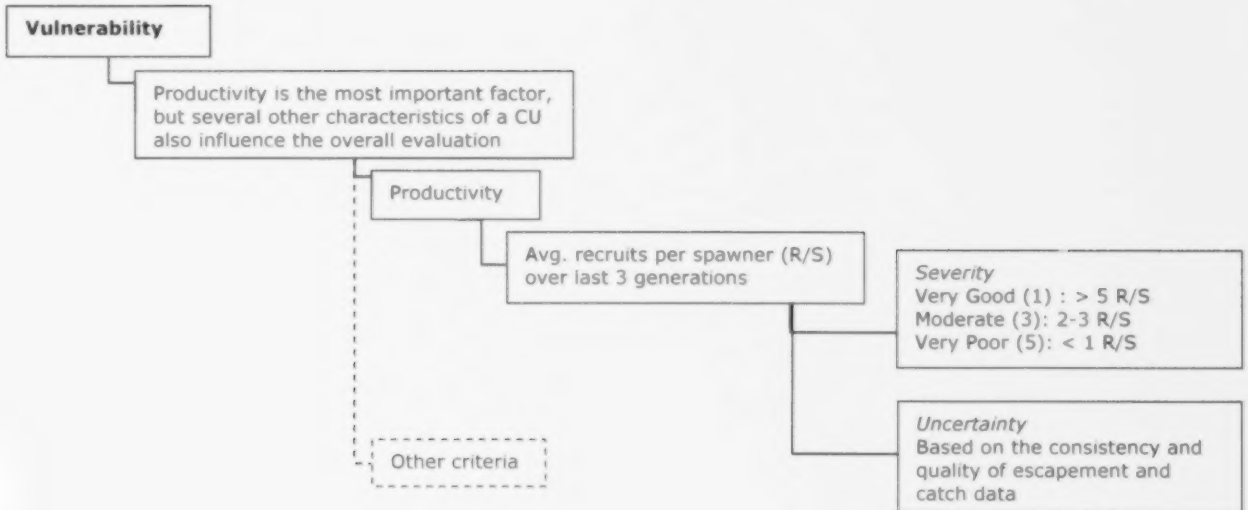 Vulnerability
Productivity is the most important factor,
but several other characteristics of a CU
also influence the overall evaluation
Productivity
Avg. recruits per spawner (R/S)
over last 3 generations
Severity
Very Good (1) : > 5 R/S
Moderate (3): 2-3 R/S
Very Poor (5): < 1 R/S
Uncertainty
Based on the consistency and
quality of escapement and
catch data
Other criteria